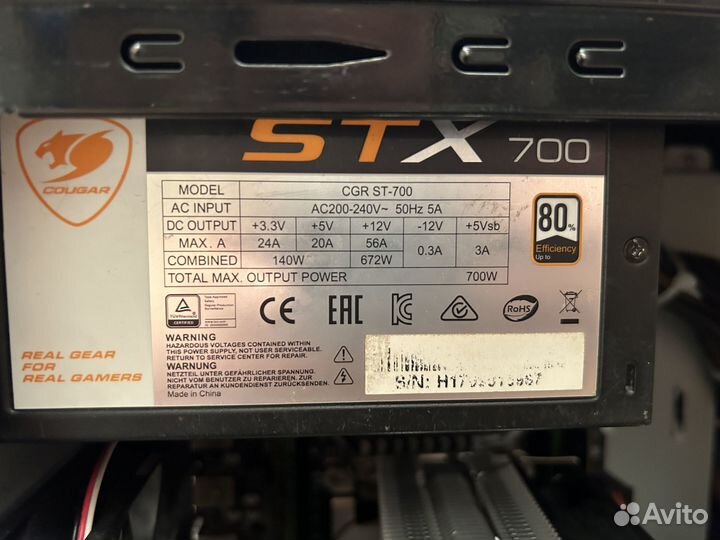 STX 700
COUGAR
MODEL CGR ST-700
AC INPUT AC200-240V~ 50Hz 5A
DC OUTPUT +3.3V +5V +12V -12V +5Vsb
MAX. A 24A 20A 56A 0.3A 3A
COMBINED 140W 672W
TOTAL MAX. OUTPUT POWER 700W
80%
Efficiency
Up to
CERTIFIED
CE EAC KC RoHS
WARNING
HAZARDOUS VOLTAGES CONTAINED WITHIN
THIS POWER SUPPLY, NOT USER SERVICEABLE.
RETURN TO SERVICE CENTER FOR REPAIR.
WARNUNG
NETZTEIL UNTER GEFÄHRLICHER SPANNUNG.
NICHT VOM BENUTZER ZU REPARIEREN. ZUR
REPARATUR AN KUNDENDIENST ZURÜCKSENDEN.
Made in China
REAL GEAR
FOR
REAL GAMERS
S/N:
Avito